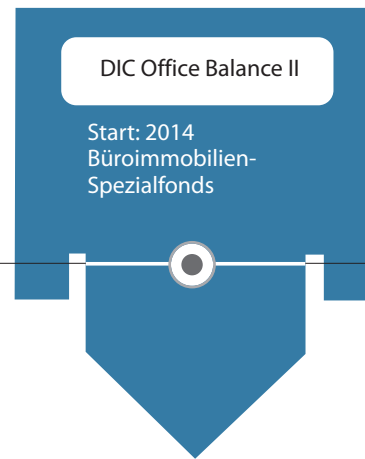 DIC Office Balance II
Start: 2014
Büroimmobilien-
Spezialfonds